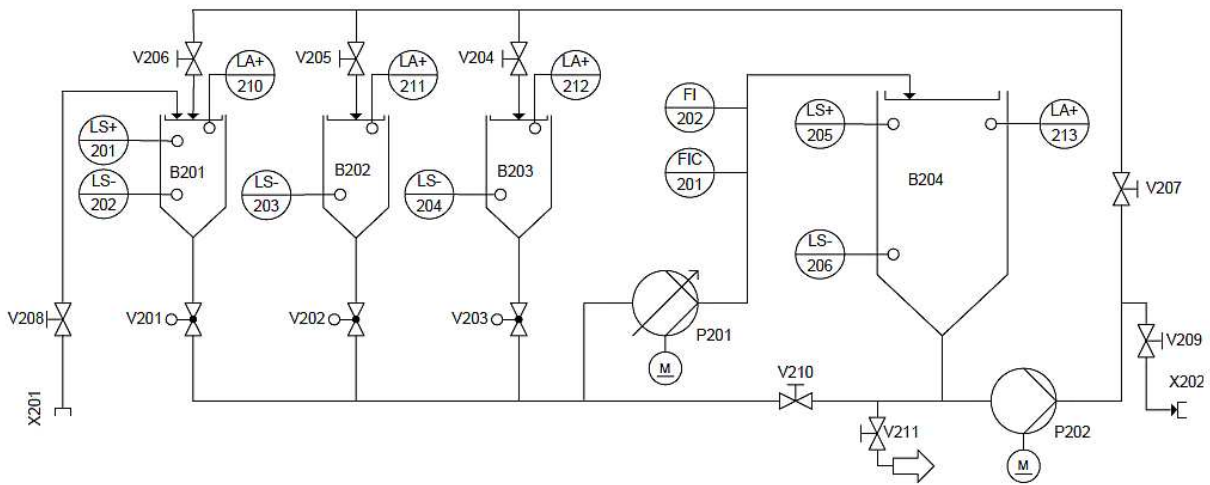 V206
LA+
210
V205
LA+
211
V204
LA+
212
FI
202
LS+
205
LA+
213
LS+
201
B201
B202
B203
FIC
201
B204
LS-
202
LS-
203
LS-
204
V207
LS-
206
V208
V201
V202
V203
P201
V209
M
V210
X202
X201
V211
P202
M